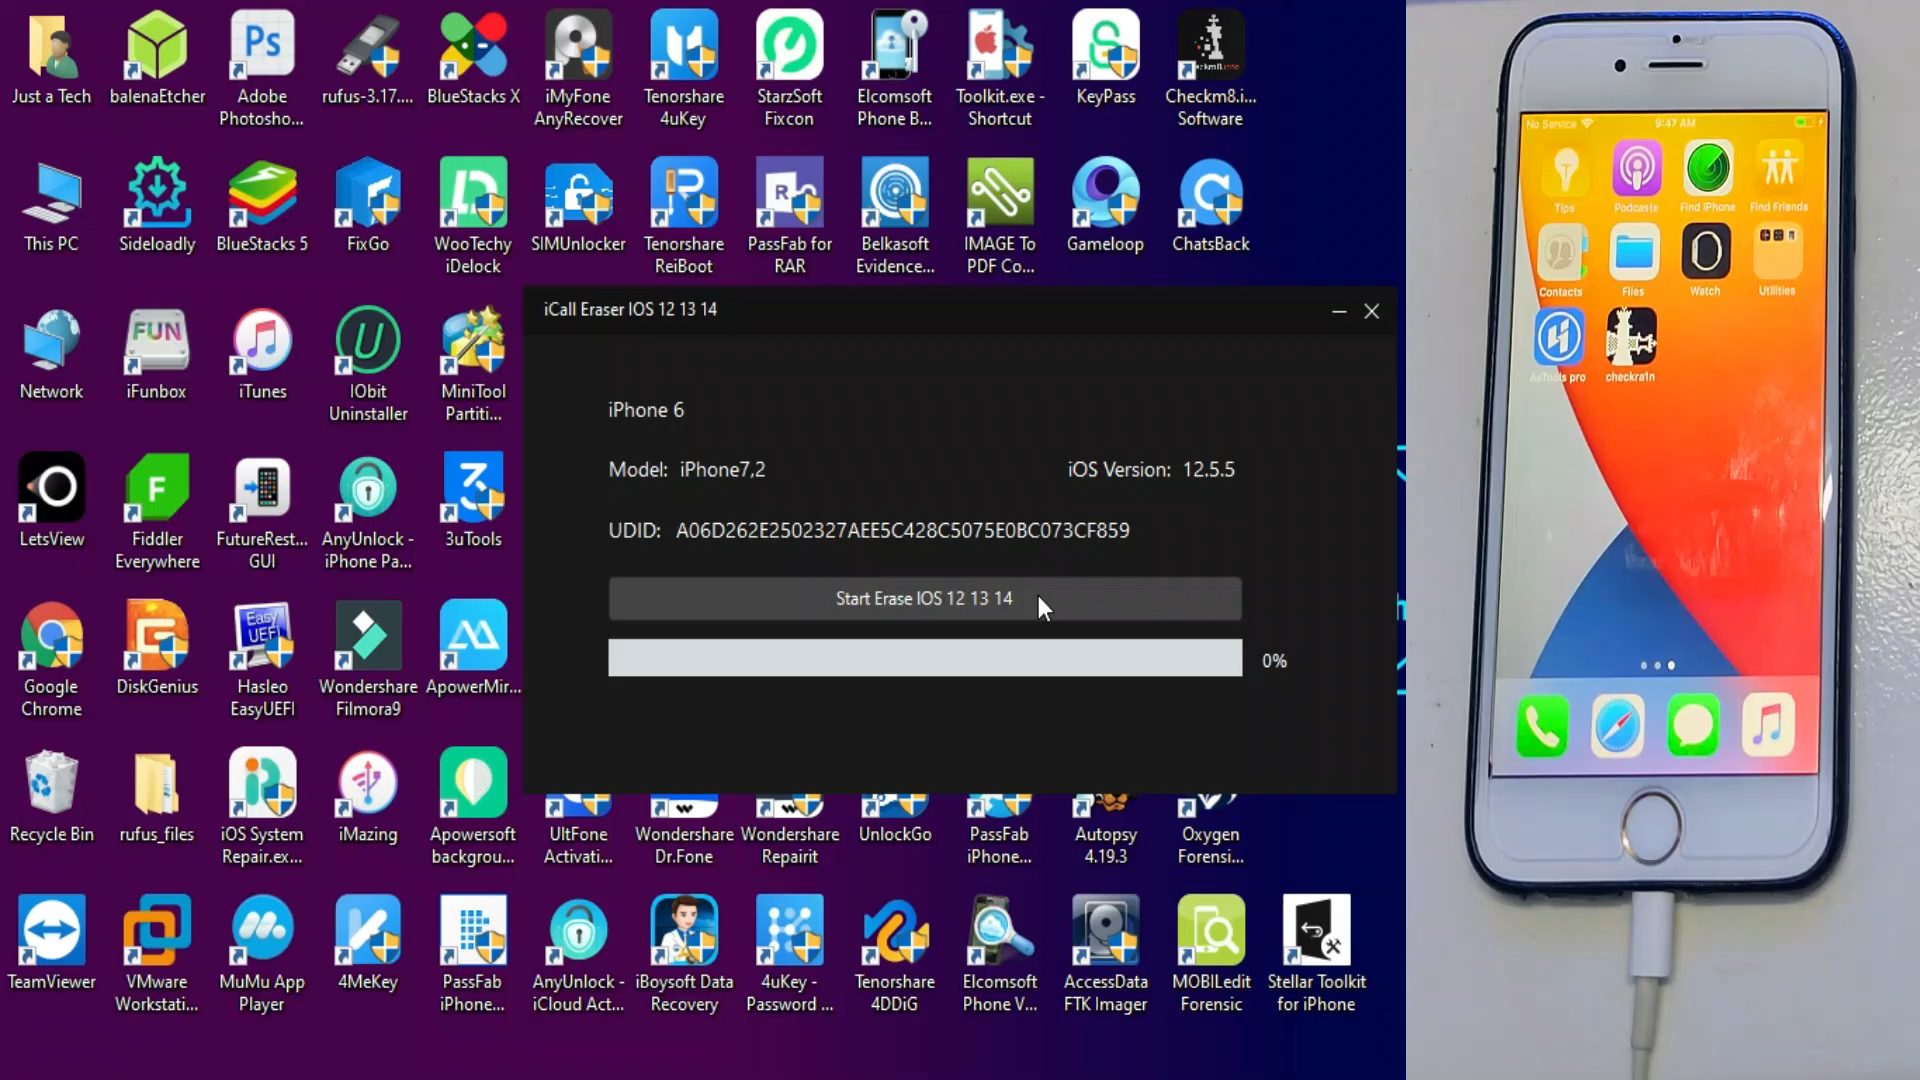 Just a Tech
balenaEtcher
Adobe
Photosho...
rufus-3.17....
BlueStacks X
iMyFone
AnyRecover
Tenorshare
4uKey
StarzSoft
Fixcon
Elcomsoft
Phone B...
Toolkit.exe -
Shortcut
KeyPass
Checkm8.i...
Software
This PC
Sideloadly
BlueStacks 5
FixGo
WooTechy
iDelock
SIMUnlocker
Tenorshare
ReiBoot
PassFab for
RAR
Belkasoft
Evidence...
IMAGE To
PDF Co...
Gameloop
ChatsBack
Network
iFunbox
iTunes
IObit
Uninstaller
MiniTool
Partiti...
iCall Eraser IOS 12 13 14
iPhone 6
Model: iPhone7,2
iOS Version: 12.5.5
UDID: A06D262E2502327AEE5C428C5075E0BC073CF859
Start Erase IOS 12 13 14
0%
LetsView
Fiddler
Everywhere
FutureRest...
GUI
AnyUnlock -
iPhone Pa...
3uTools
Google
Chrome
DiskGenius
Hasleo
EasyUEFI
Wondershare
Filmora9
ApowerMir...
Recycle Bin
rufus_files
iOS System
Repair.ex...
iMazing
Apowersoft
backgrou...
UltFone
Activati...
Wondershare
Dr.Fone
Wondershare
Repairit
UnlockGo
PassFab
iPhone...
Autopsy
4.19.3
Oxygen
Forensi...
TeamViewer
VMware
Workstati...
MuMu App
Player
4MeKey
PassFab
iPhone...
AnyUnlock -
iCloud Act...
iBoysoft Data
Recovery
4uKey -
Password ...
Tenorshare
4DDiG
Elcomsoft
Phone V...
AccessData
FTK Imager
MOBILedit
Forensic
Stellar Toolkit
for iPhone
Ps
FUN
Easy
UEFI
No Service
9:47 AM
Tips
Podcasts
Find iPhone
Find Friends
Contacts
Files
Watch
Utilities
pro
checkra1n